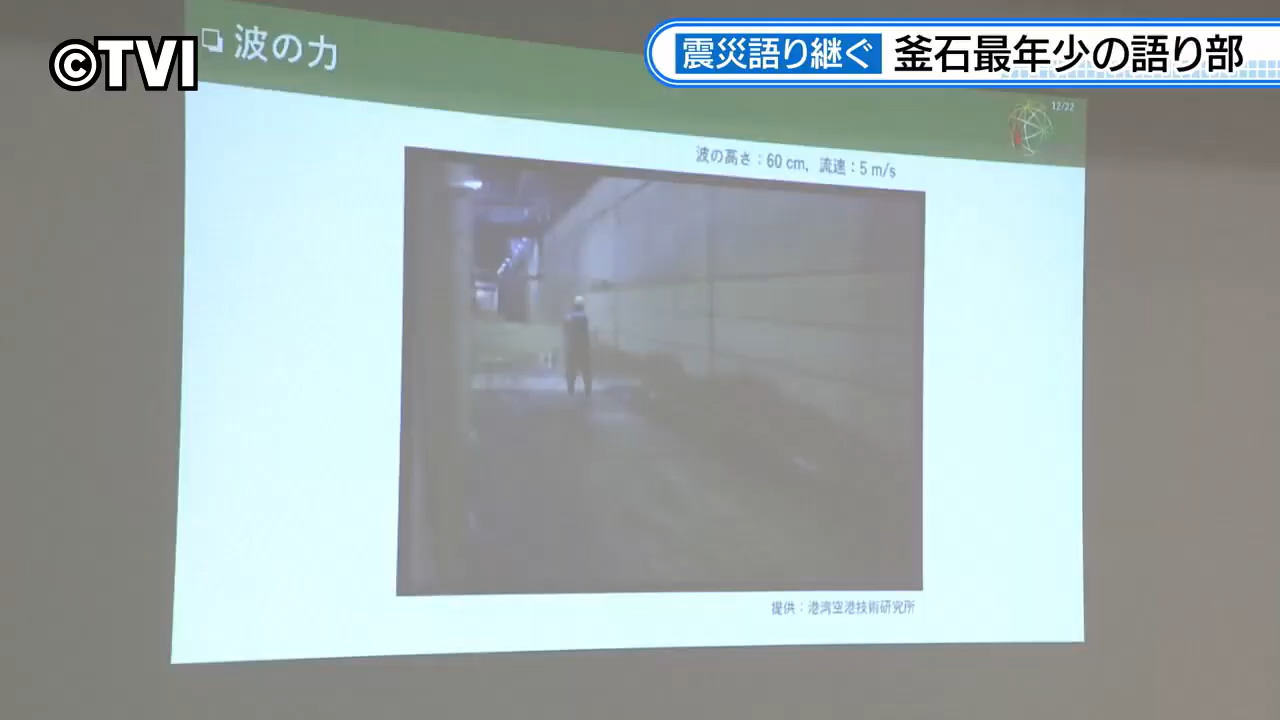 ©TVI
震災語り継ぐ 釜石最年少の語り部
波の力
12/22
波の高さ：60 cm, 流速：5 m/s
提供：港湾空港技術研究所